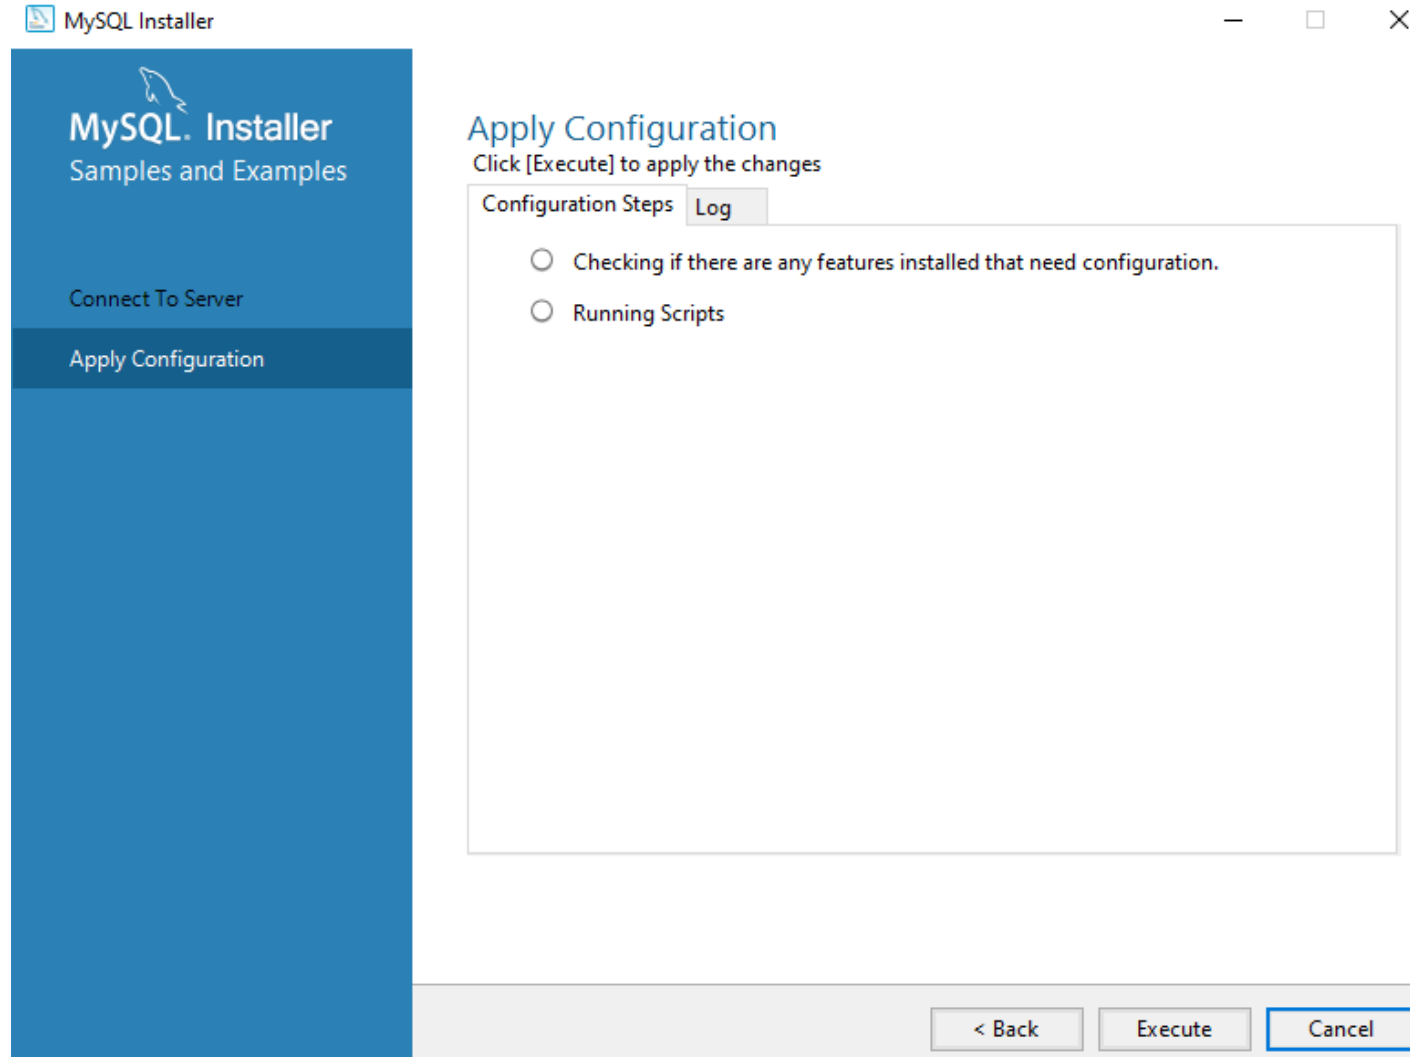 MySQL Installer
MySQL. Installer
Samples and Examples
Connect To Server
Apply Configuration
Apply Configuration
Click [Execute] to apply the changes
Configuration Steps
Log
Checking if there are any features installed that need configuration.
Running Scripts
< Back
Execute
Cancel